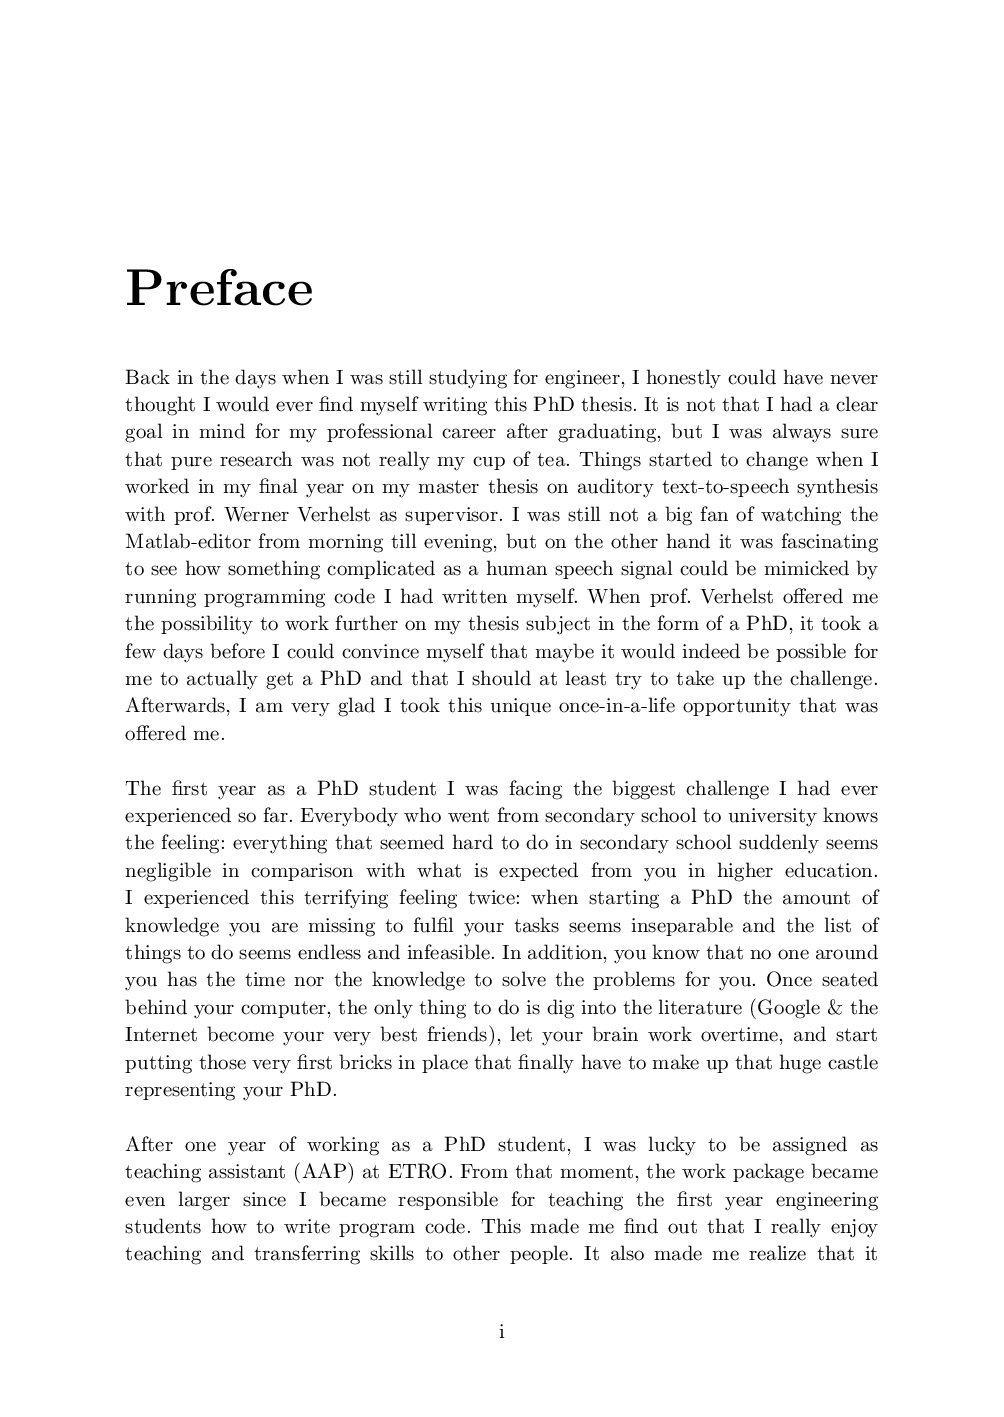 Preface
Back in the days when I was still studying for engineer, I honestly could have never
thought I would ever find myself writing this PhD thesis. It is not that I had a clear
goal in mind for my professional career after graduating, but I was always sure
that pure research was not really my cup of tea. Things started to change when I
worked in my final year on my master thesis on auditory text-to-speech synthesis
with prof. Werner Verhelst as supervisor. I was still not a big fan of watching the
Matlab-editor from morning till evening, but on the other hand it was fascinating
to see how something complicated as a human speech signal could be mimicked by
running programming code I had written myself. When prof. Verhelst offered me
the possibility to work further on my thesis subject in the form of a PhD, it took a
few days before I could convince myself that maybe it would indeed be possible for
me to actually get a PhD and that I should at least try to take up the challenge.
Afterwards, I am very glad I took this unique once-in-a-life opportunity that was
offered me.
The first year as a PhD student I was facing the biggest challenge I had ever
experienced so far. Everybody who went from secondary school to university knows
the feeling: everything that seemed hard to do in secondary school suddenly seems
negligible in comparison with what is expected from you in higher education.
I experienced this terrifying feeling twice: when starting a PhD the amount of
knowledge you are missing to fulfil your tasks seems inseparable and the list of
things to do seems endless and infeasible. In addition, you know that no one around
you has the time nor the knowledge to solve the problems for you. Once seated
behind your computer, the only thing to do is dig into the literature (Google & the
Internet become your very best friends), let your brain work overtime, and start
putting those very first bricks in place that finally have to make up that huge castle
representing your PhD.
After one year of working as a PhD student, I was lucky to be assigned as
teaching assistant (AAP) at ETRO. From that moment, the work package became
even larger since I became responsible for teaching the first year engineering
students how to write program code. This made me find out that I really enjoy
teaching and transferring skills to other people. It also made me realize that it
i